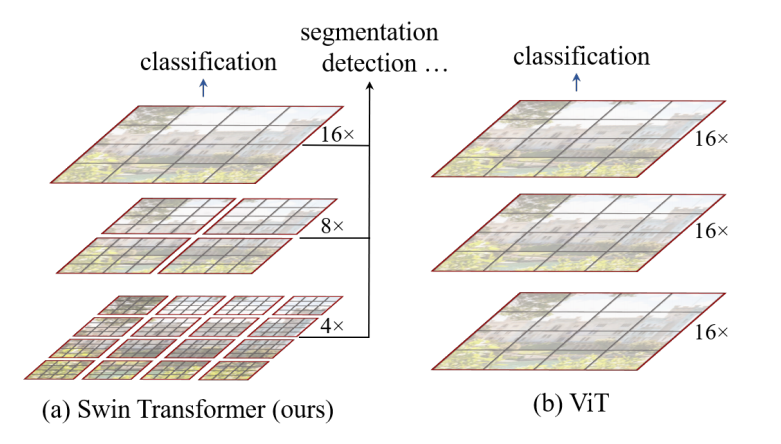 segmentation
detection …
classification
16×
8×
4×
(a) Swin Transformer (ours)
classification
16×
16×
16×
(b) ViT